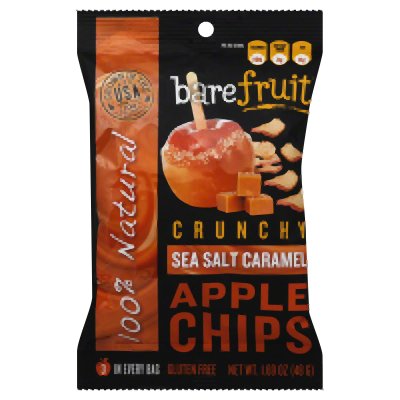 bare fruit
USA
100% Natural
CRUNCHY
SEA SALT CARAMEL
APPLE
CHIPS
3 IN EVERY BAG GLUTEN FREE NET WT. 1.69 OZ (48 G)